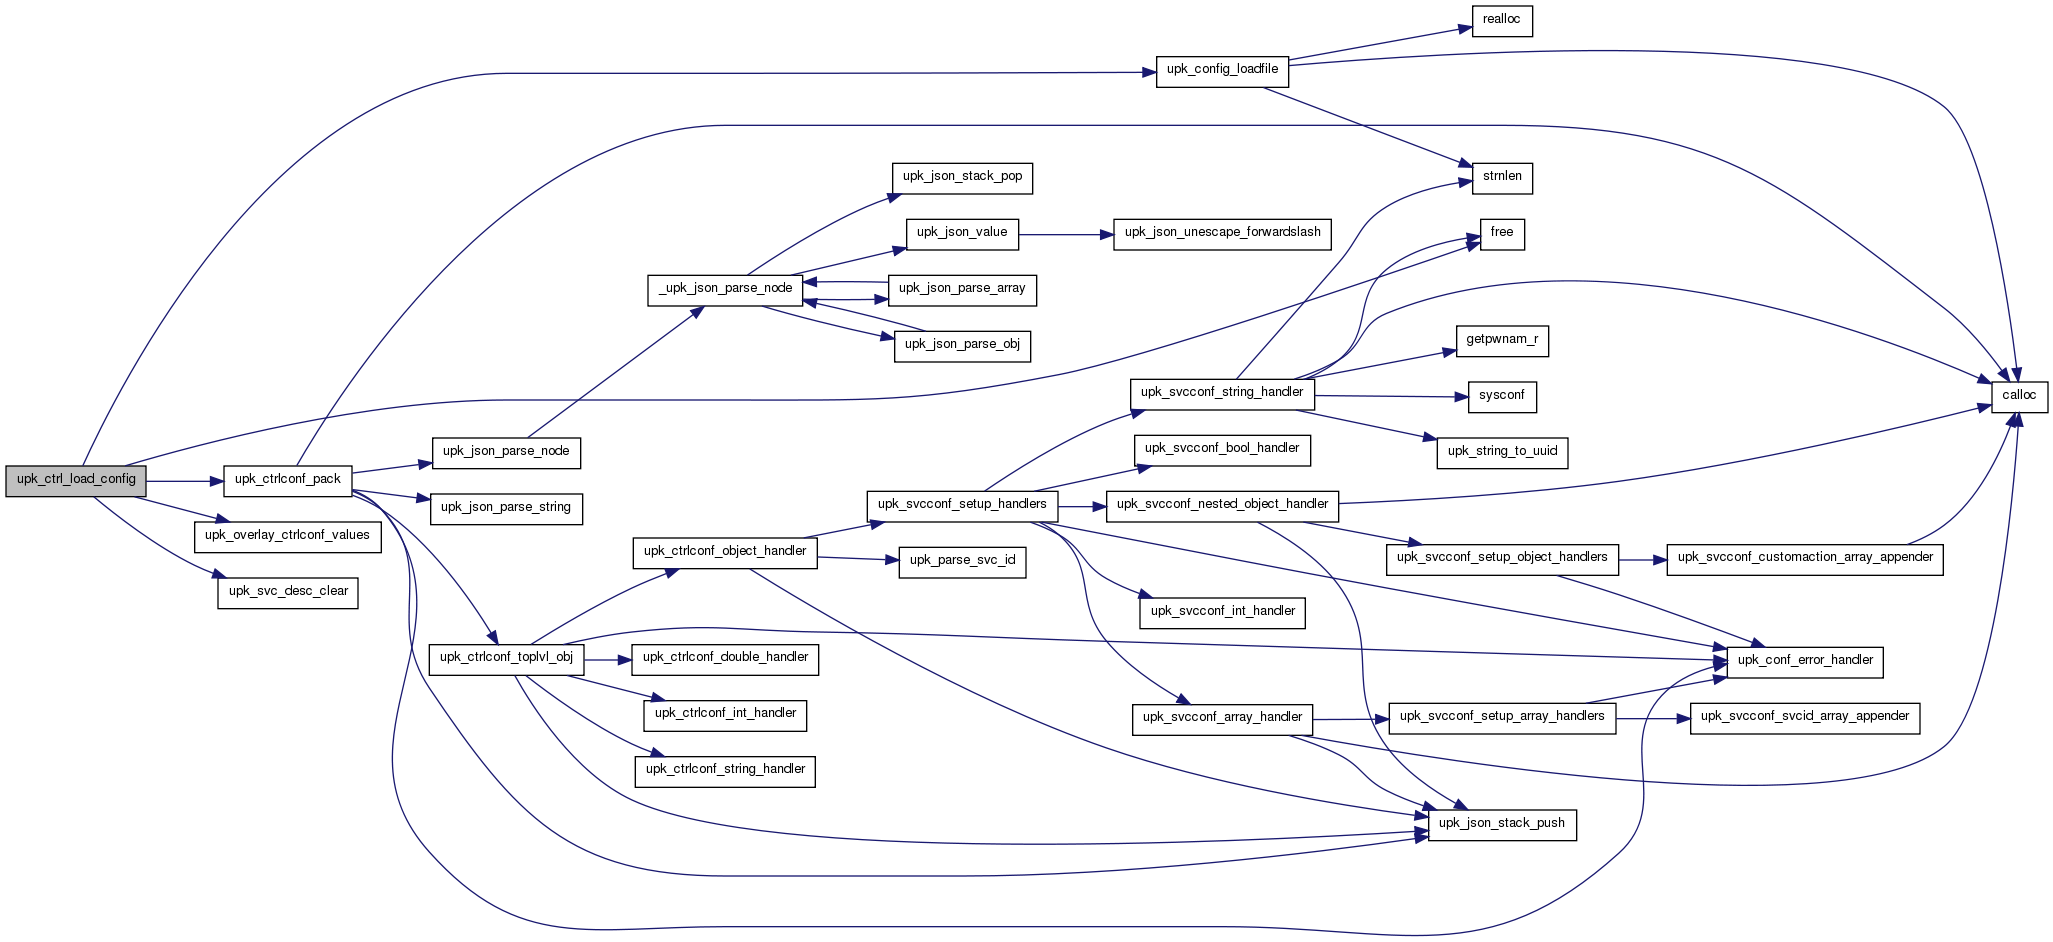 realloc
upk_config_loadfile
upk_json_stack_pop
strnlen
upk_json_value
upk_json_unescape_forwardslash
free
_upk_json_parse_node
upk_json_parse_array
upk_json_parse_obj
getpwnam_r
upk_svcconf_string_handler
sysconf
calloc
upk_json_parse_node
upk_svcconf_bool_handler
upk_string_to_uuid
upk_ctrl_load_config
upk_ctrlconf_pack
upk_json_parse_string
upk_svcconf_setup_handlers
upk_svcconf_nested_object_handler
upk_overlay_ctrlconf_values
upk_ctrlconf_object_handler
upk_parse_svc_id
upk_svcconf_setup_object_handlers
upk_svcconf_customaction_array_appender
upk_svc_desc_clear
upk_svcconf_int_handler
upk_ctrlconf_toplvl_obj
upk_ctrlconf_double_handler
upk_conf_error_handler
upk_ctrlconf_int_handler
upk_svcconf_array_handler
upk_svcconf_setup_array_handlers
upk_svcconf_svcid_array_appender
upk_ctrlconf_string_handler
upk_json_stack_push